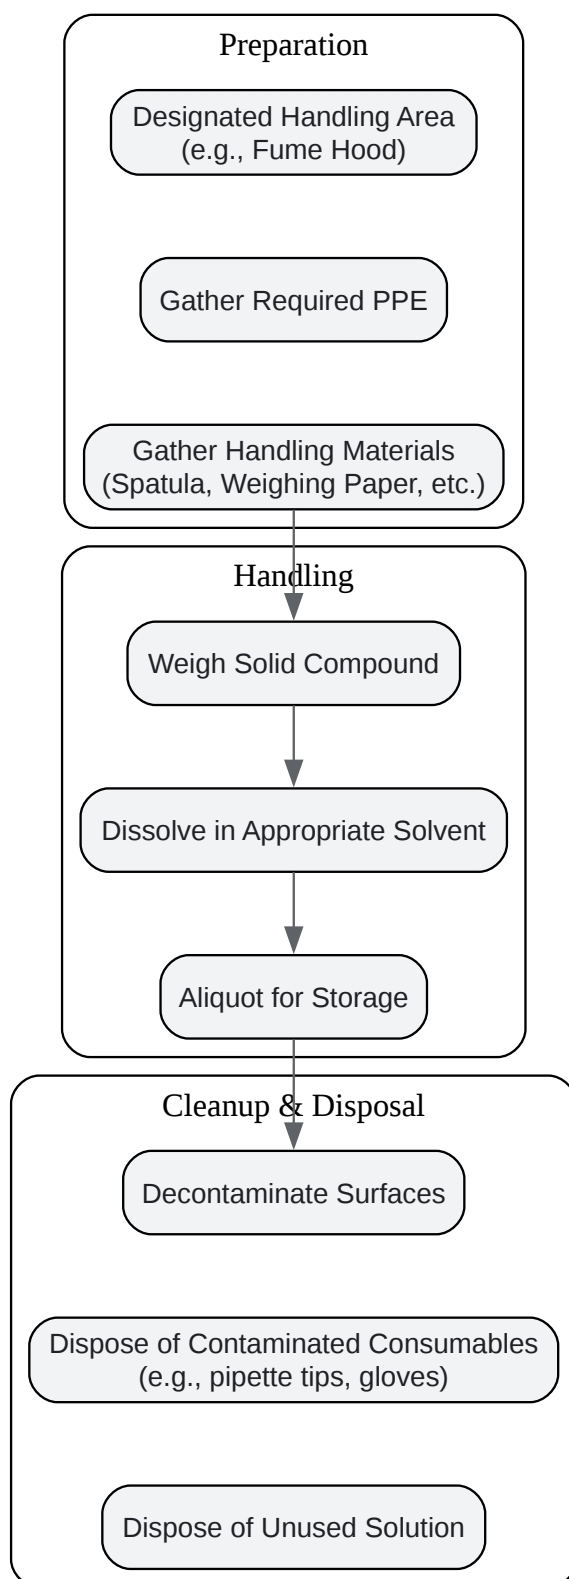 Preparation
Designated Handling Area
(e.g., Fume Hood)
Gather Required PPE
Gather Handling Materials
(Spatula, Weighing Paper, etc.)
Handling
Weigh Solid Compound
Dissolve in Appropriate Solvent
Aliquot for Storage
Cleanup & Disposal
Decontaminate Surfaces
Dispose of Contaminated Consumables
(e.g., pipette tips, gloves)
Dispose of Unused Solution